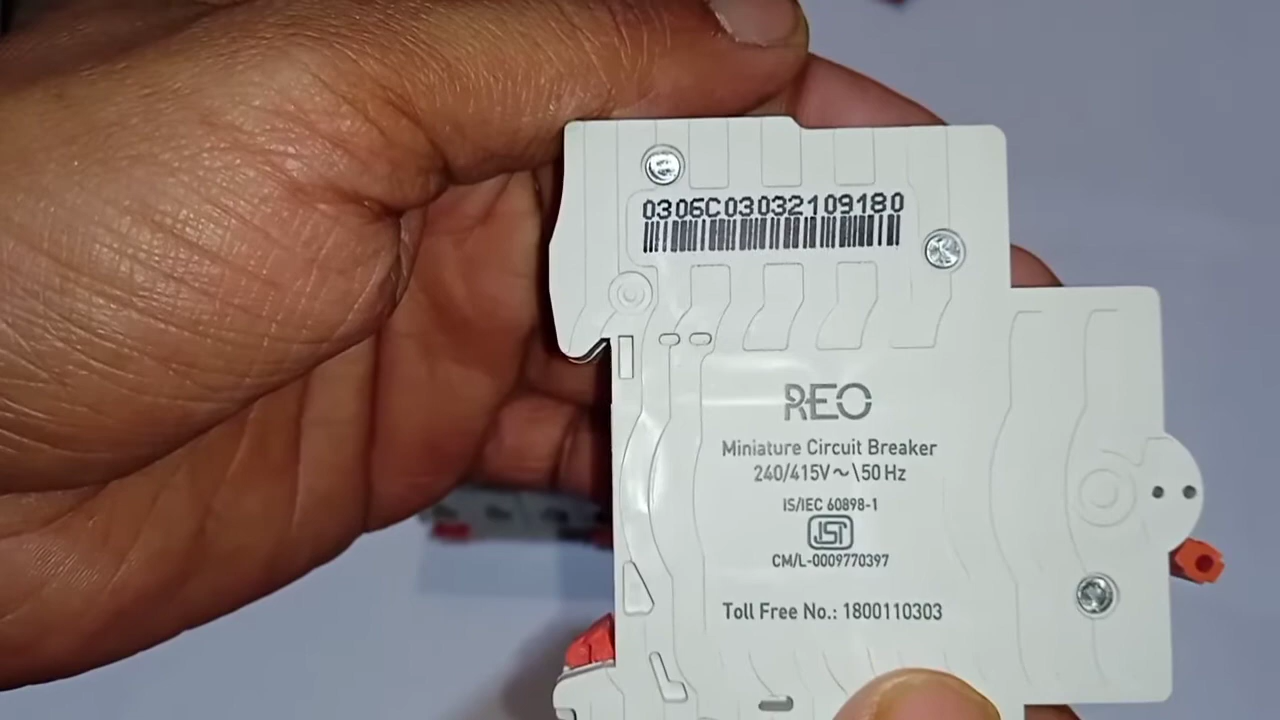 0306C03032109180
REO
Miniature Circuit Breaker
240/415V~\50 Hz
IS/IEC 60898-1
ISI
CM/L-0009770397
Toll Free No.: 1800110303